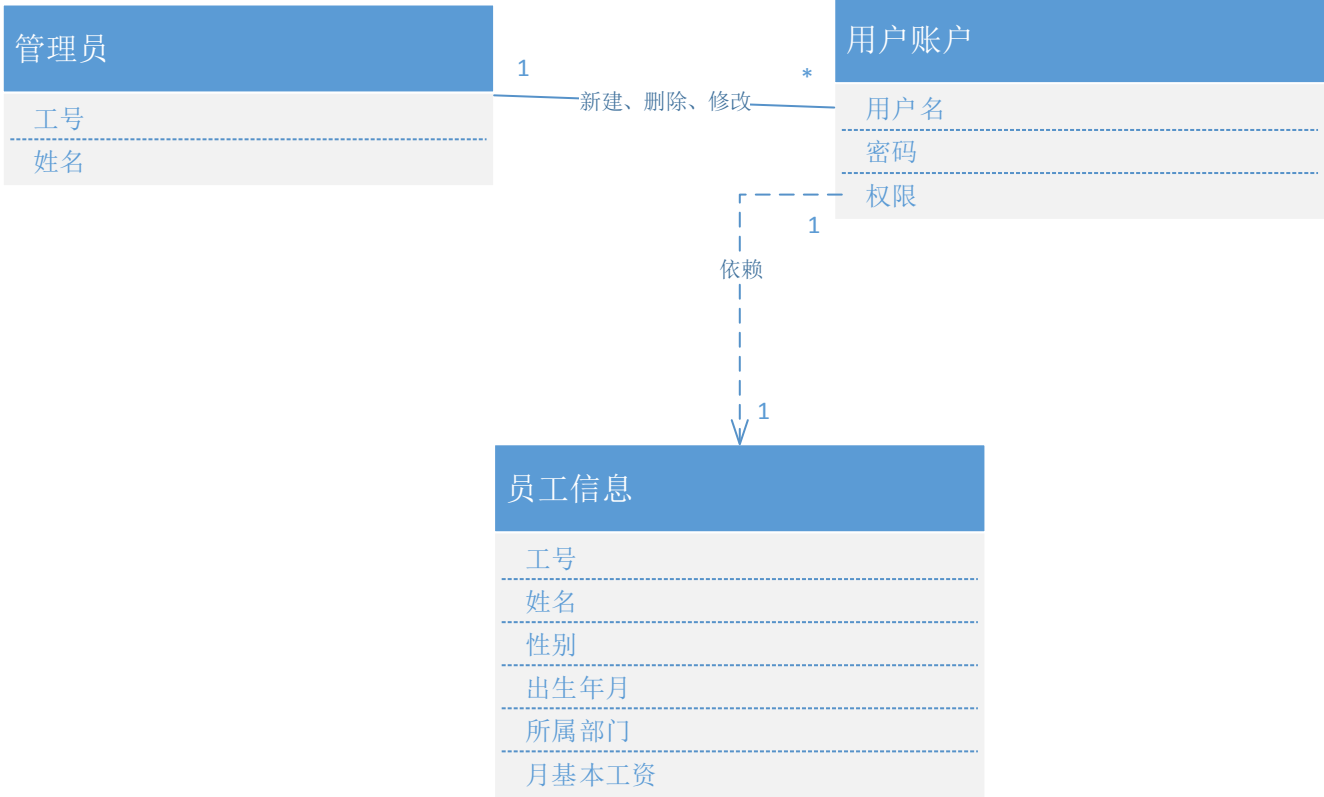 管理员
工号
姓名
1
新建、删除、修改
*
用户账户
用户名
密码
权限
1
依赖
1
员工信息
工号
姓名
性别
出生年月
所属部门
月基本工资